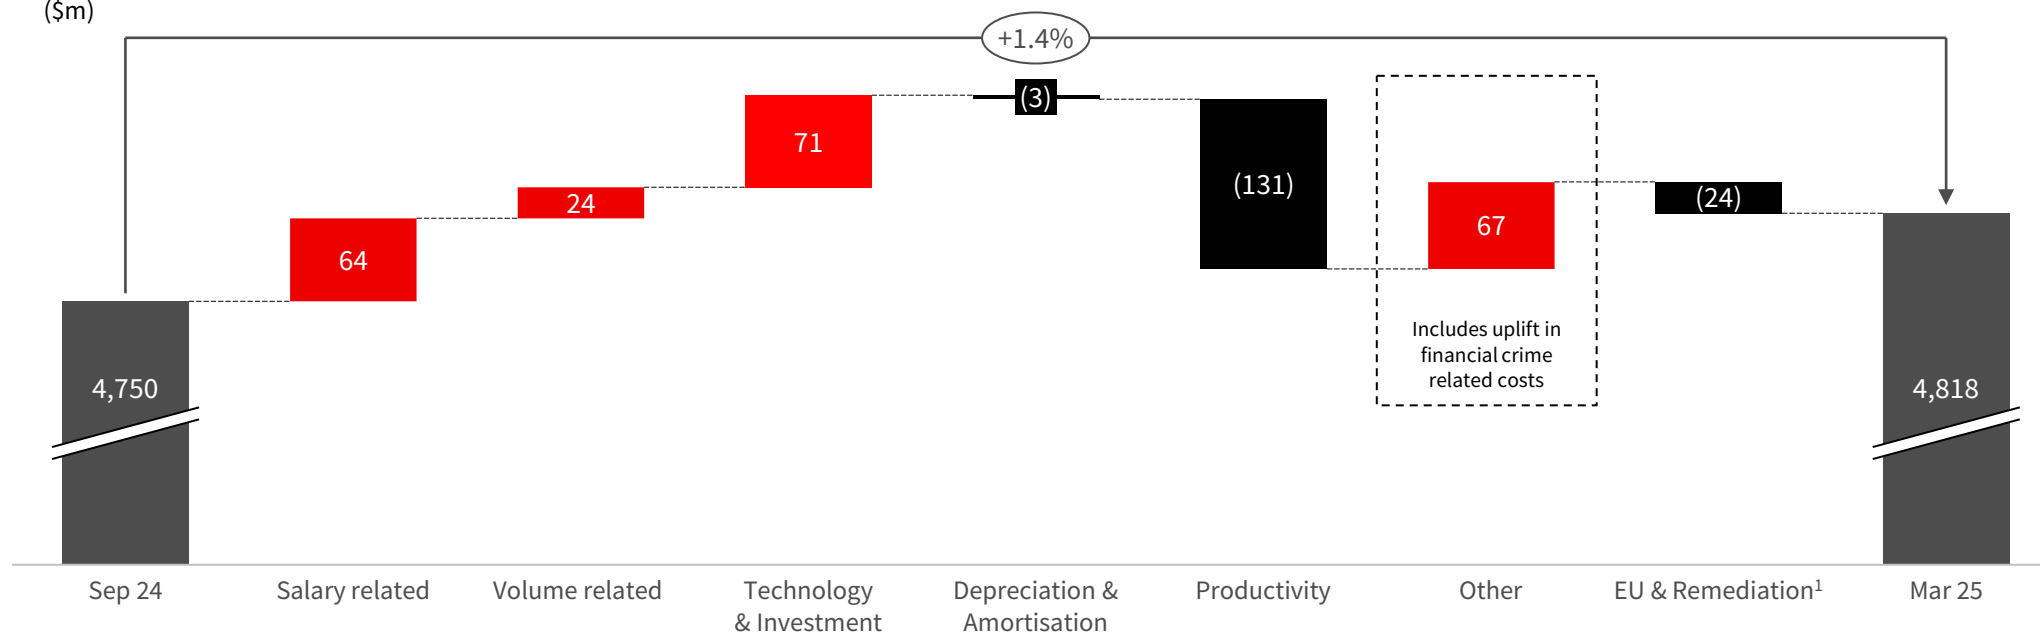 ($m)
+1.4%
(3)
71
(131)
24
(24)
67
64
Includes uplift in
financial crime
related costs
4,750
4,818
Sep 24
Salary related
Volume related
Technology
& Investment
Depreciation &
Amortisation
Productivity
Other
EU & Remediation¹
Mar 25